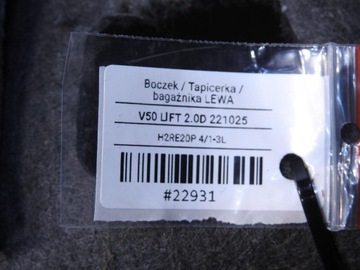 Boczek / Tapicerka /
bagażnika LEWA
V50 LIFT 2.0D 221025
H2RE20P 4/1-3L
#22931